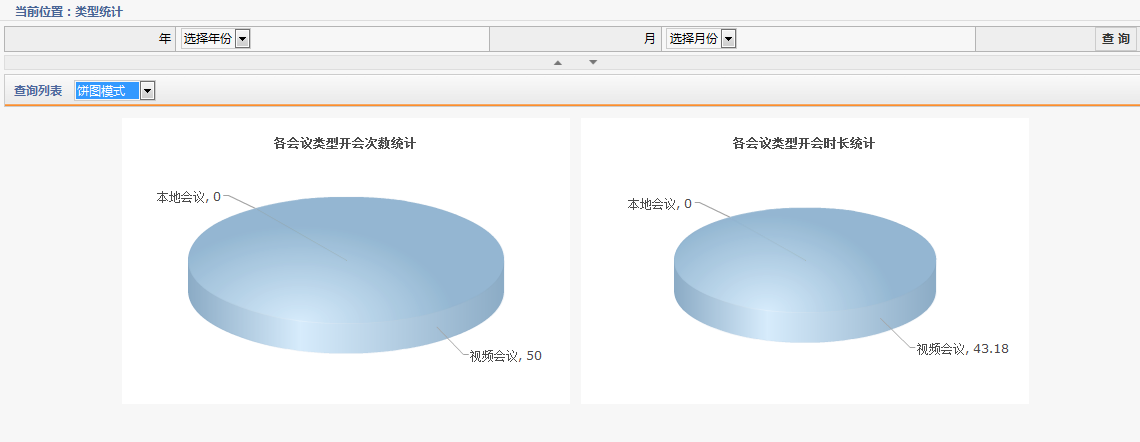 当前位置：类型统计
年 选择年份 月 选择月份 查 询
查询列表 饼图模式
各会议类型开会次数统计
本地会议, 0
视频会议, 50
各会议类型开会时长统计
本地会议, 0
视频会议, 43.18